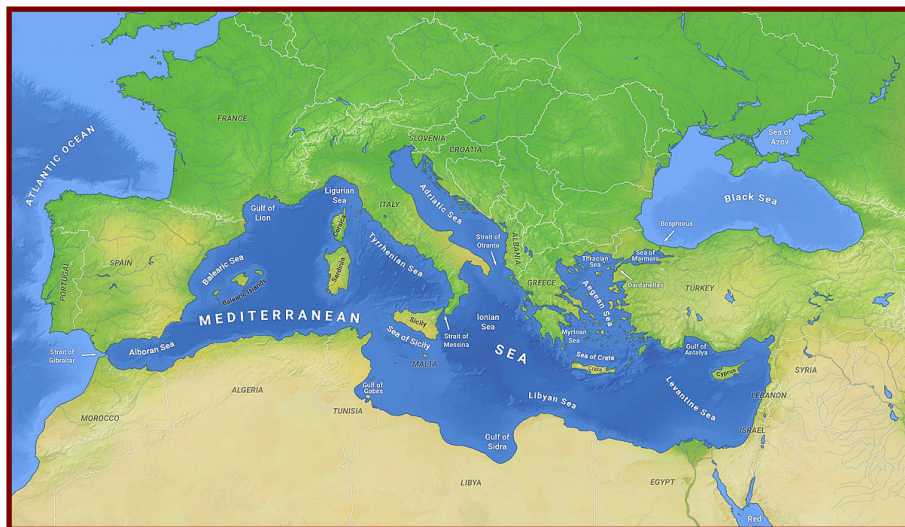 ATLANTIC OCEAN
FRANCE
SLOVENIA
CROATIA
Sea of
Azov
Black Sea
Bosphorus
Ligurian
Sea
Gulf of
Lion
ITALY
Adriatic Sea
Corsica
Strait of
Otranto
ALBANIA
Thracian
Sea
Sea of
Marmara
Dardanelles
PORTUGAL
SPAIN
Balearic Sea
Balearic Islands
Sardinia
Tyrrhenian Sea
GREECE
Aegean Sea
TURKEY
MEDITERRANEAN
SEA
Sicily
Sea of Sicily
Strait of
Messina
Ionian
Sea
Myrtoan
Sea
Sea of Crete
Crete
Gulf of
Antalya
Cyprus
SYRIA
Strait of
Gibraltar
Alboran Sea
MALTA
LEBANON
Levantine Sea
Libyan Sea
MOROCCO
ALGERIA
TUNISIA
Gulf of
Gabès
Gulf of
Sidra
ISRAEL
LIBYA
EGYPT
Red